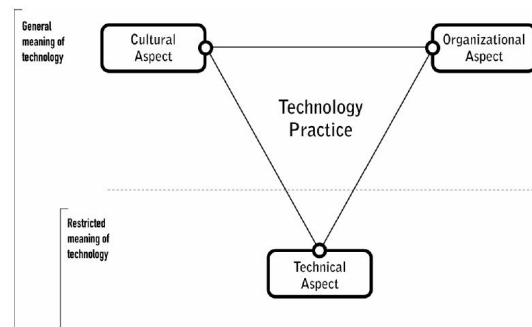 General
meaning of
technology
Cultural
Aspect
Organizational
Aspect
Technology
Practice
Restricted
meaning of
technology
Technical
Aspect